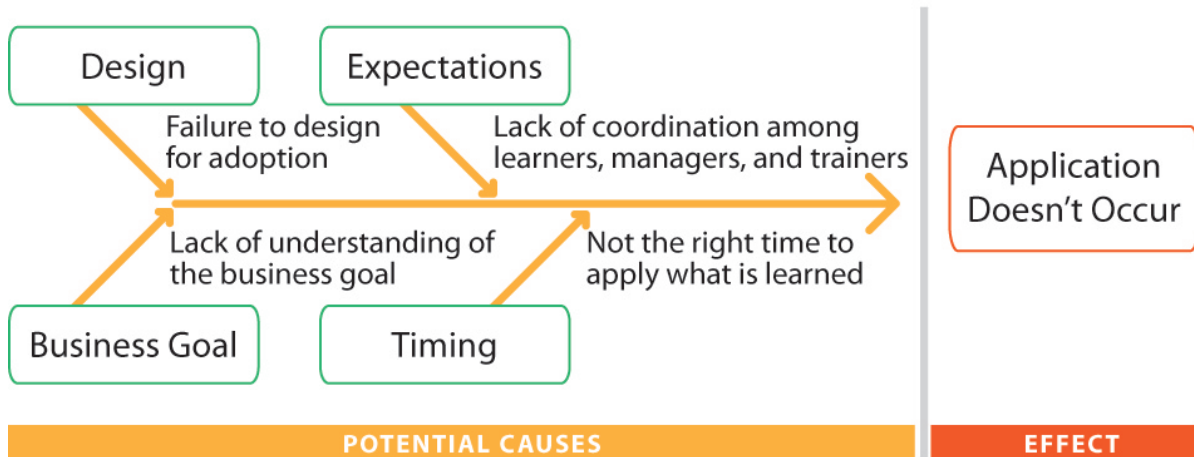 Design
Expectations
Failure to design
for adoption
Lack of coordination among
learners, managers, and trainers
Application
Doesn’t Occur
Lack of understanding of
the business goal
Not the right time to
apply what is learned
Business Goal
Timing
POTENTIAL CAUSES
EFFECT